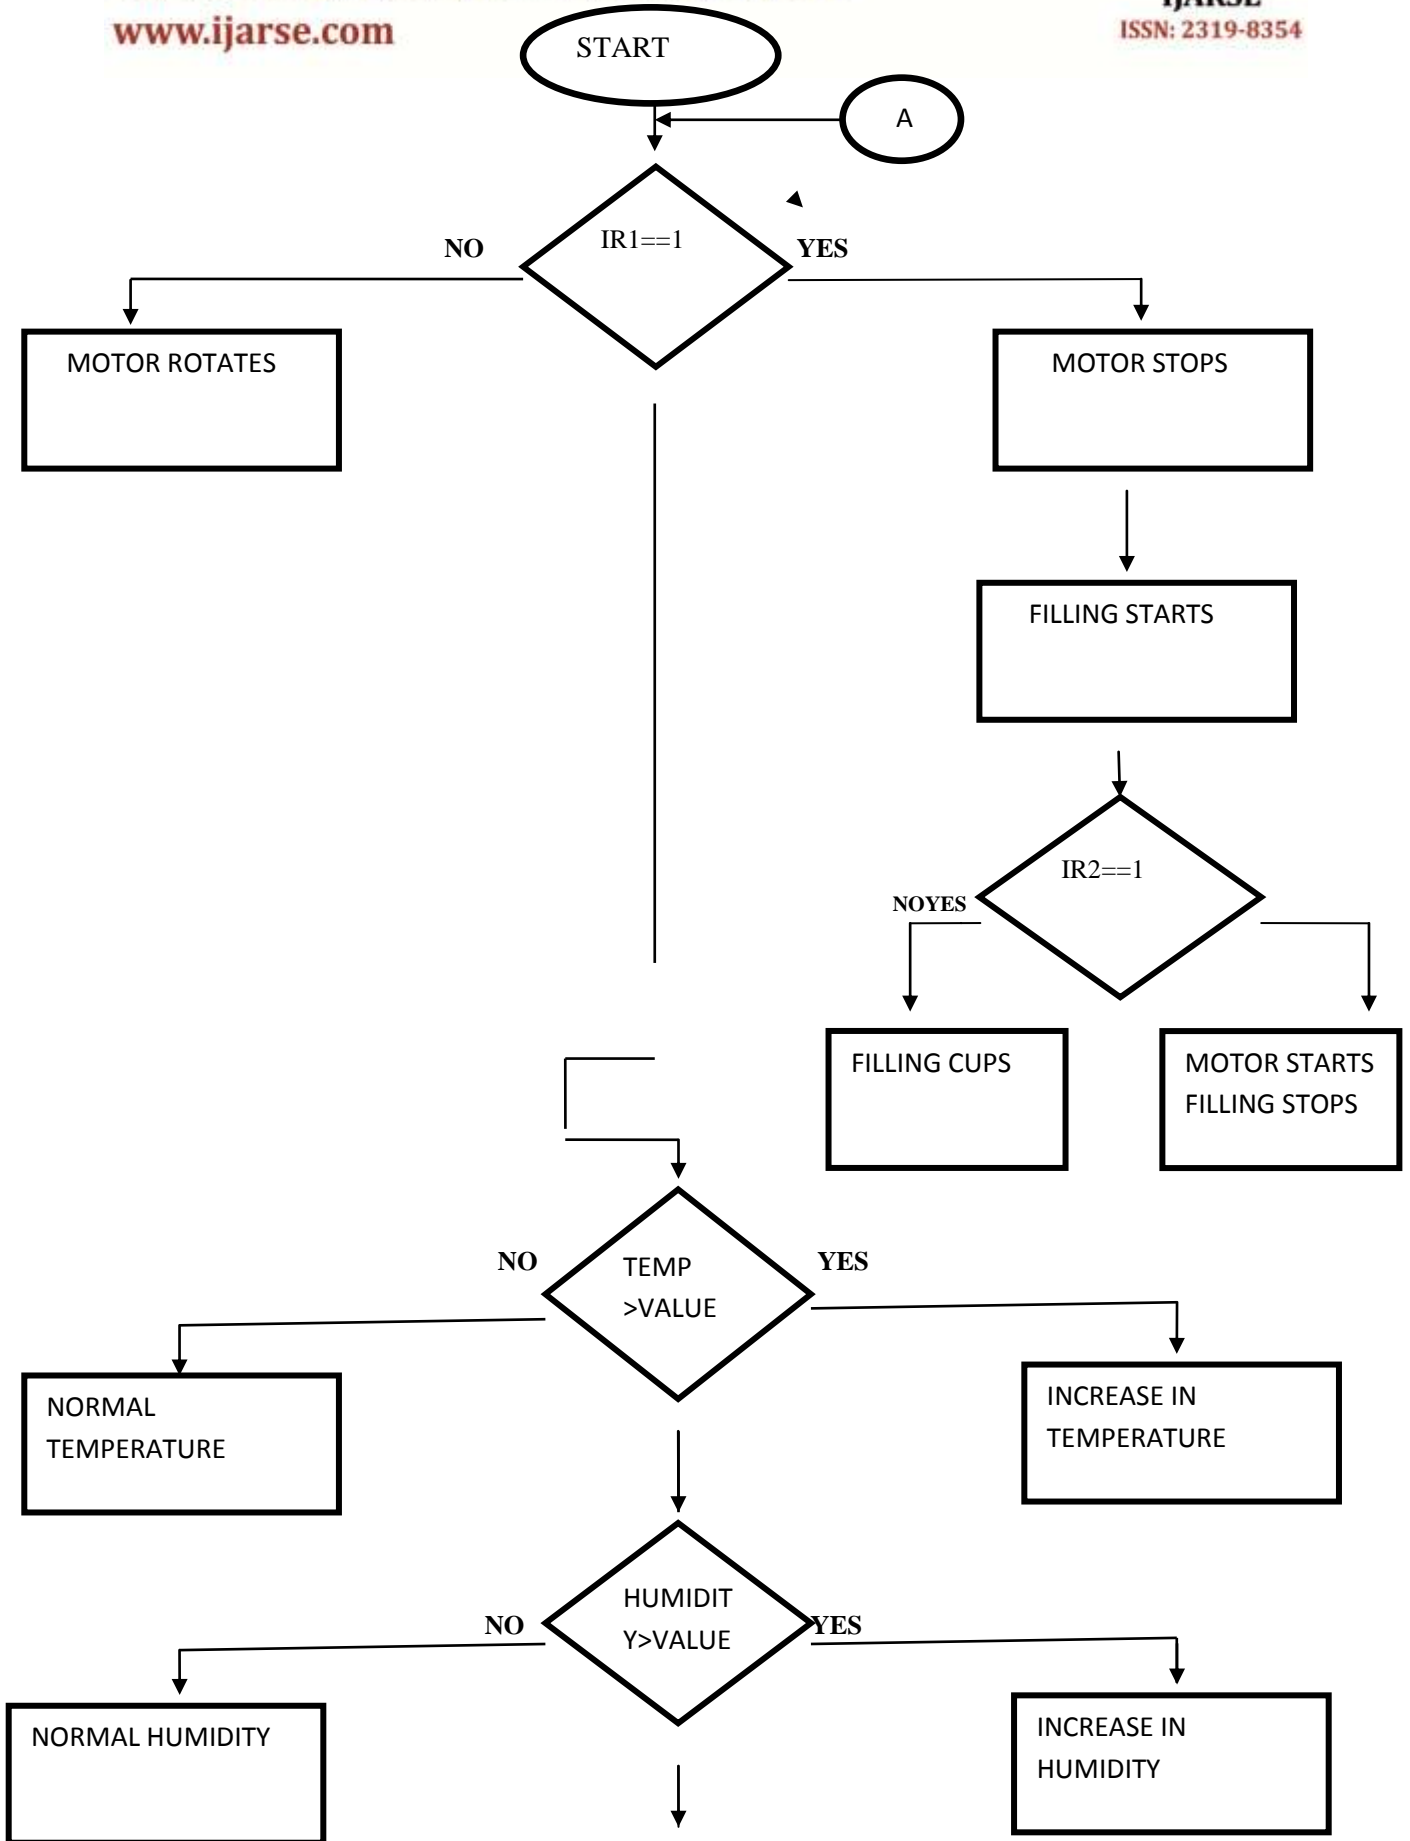 IJARSE
www.ijarse.com
ISSN: 2319-8354
START
A
IR1==1
NO
YES
MOTOR ROTATES
MOTOR STOPS
FILLING STARTS
IR2==1
NOYES
FILLING CUPS
MOTOR STARTS
FILLING STOPS
NO
YES
TEMP
>VALUE
NORMAL
TEMPERATURE
INCREASE IN
TEMPERATURE
HUMIDIT
Y>VALUE
NO
YES
NORMAL HUMIDITY
INCREASE IN
HUMIDITY